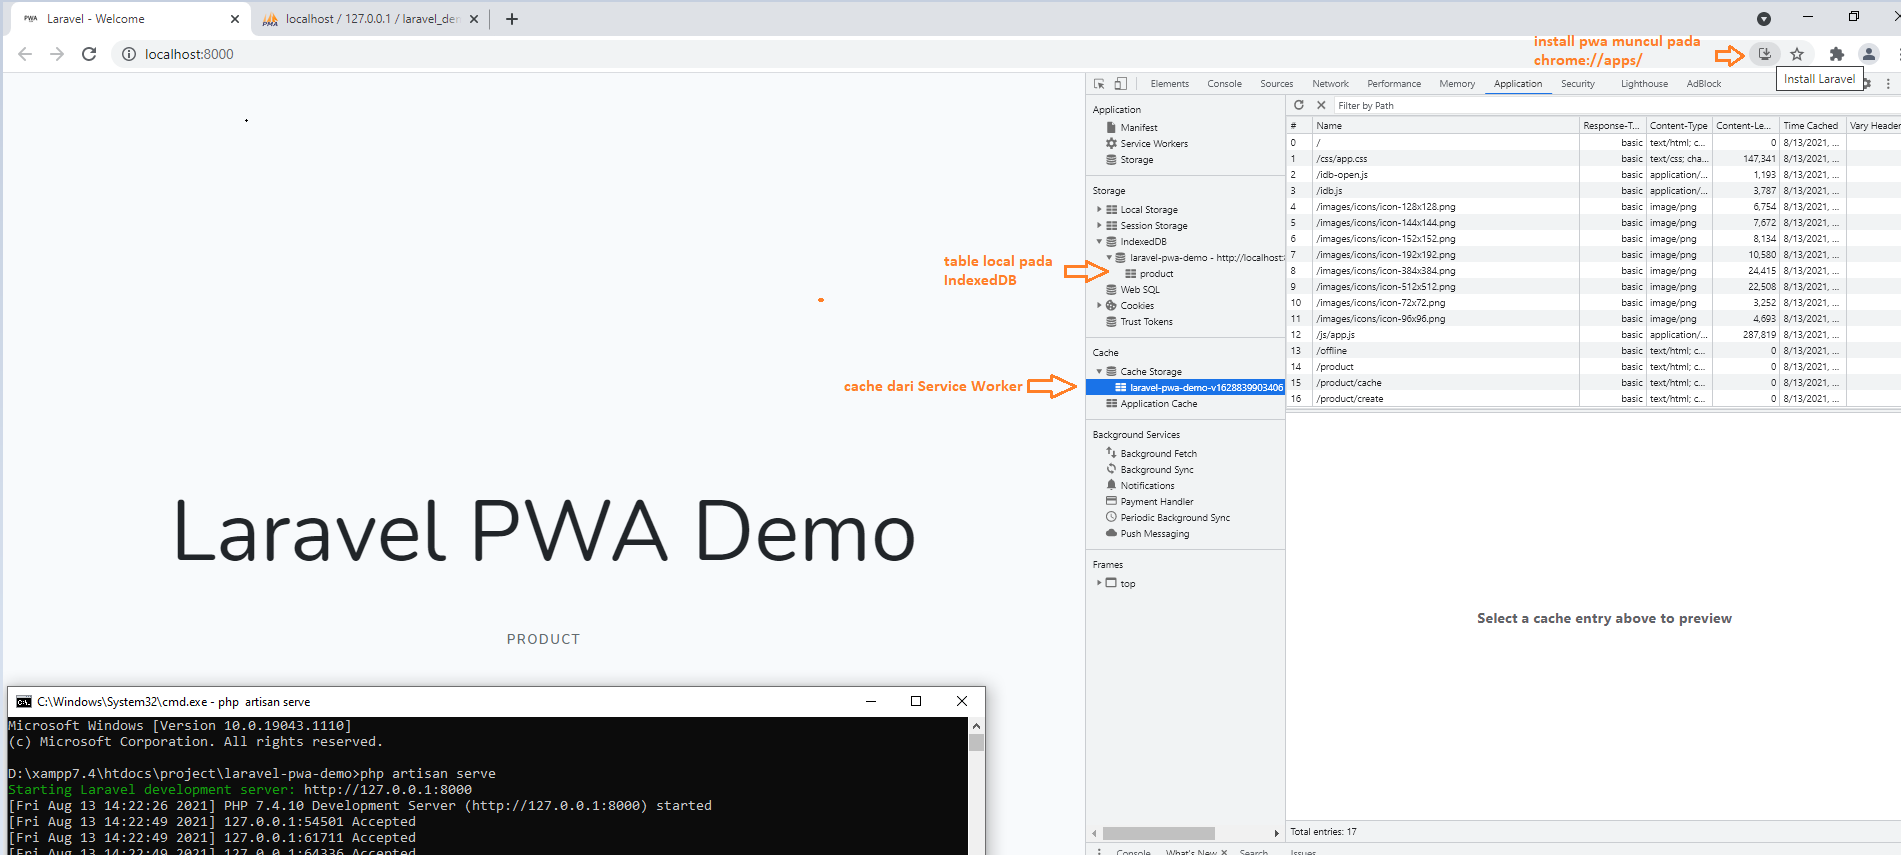 Laravel - Welcome
localhost / 127.0.0.1 / laravel_de
localhost:8000
install pwa muncul pada
chrome://apps/
Install Laravel
Elements Console Sources Network Performance Memory Application Security Lighthouse AdBlock
Application
Manifest
Service Workers
Storage
Storage
Local Storage
Session Storage
IndexedDB
laravel-pwa-demo - http://localhost:
product
Web SQL
Cookies
Trust Tokens
Cache
Cache Storage
laravel-pwa-demo-v1628839903406
Application Cache
Background Services
Background Fetch
Background Sync
Notifications
Payment Handler
Periodic Background Sync
Push Messaging
Frames
top
table local pada
IndexedDB
cache dari Service Worker
Filter by Path
# Name Response-T... Content-Type Content-Le... Time Cached Vary Header
0 / basic text/html; c... 0 8/13/2021, ...
1 /css/app.css basic text/css; cha... 147,341 8/13/2021, ...
2 /idb-open.js basic application/... 1,193 8/13/2021, ...
3 /idb.js basic application/... 3,787 8/13/2021, ...
4 /images/icons/icon-128x128.png basic image/png 6,754 8/13/2021, ...
5 /images/icons/icon-144x144.png basic image/png 7,672 8/13/2021, ...
6 /images/icons/icon-152x152.png basic image/png 8,134 8/13/2021, ...
7 /images/icons/icon-192x192.png basic image/png 10,580 8/13/2021, ...
8 /images/icons/icon-384x384.png basic image/png 24,415 8/13/2021, ...
9 /images/icons/icon-512x512.png basic image/png 22,508 8/13/2021, ...
10 /images/icons/icon-72x72.png basic image/png 3,252 8/13/2021, ...
11 /images/icons/icon-96x96.png basic image/png 4,693 8/13/2021, ...
12 /js/app.js basic application/... 287,819 8/13/2021, ...
13 /offline basic text/html; c... 0 8/13/2021, ...
14 /product basic text/html; c... 0 8/13/2021, ...
15 /product/cache basic text/html; c... 0 8/13/2021, ...
16 /product/create basic text/html; c... 0 8/13/2021, ...
Select a cache entry above to preview
Total entries: 17
Console What's New Search Issues
Laravel PWA Demo
PRODUCT
C:\Windows\System32\cmd.exe - php artisan serve
Microsoft Windows [Version 10.0.19043.1110]
(c) Microsoft Corporation. All rights reserved.
D:\xampp7.4\htdocs\project\laravel-pwa-demo>php artisan serve
Starting Laravel development server: http://127.0.0.1:8000
[Fri Aug 13 14:22:26 2021] PHP 7.4.10 Development Server (http://127.0.0.1:8000) started
[Fri Aug 13 14:22:49 2021] 127.0.0.1:54501 Accepted
[Fri Aug 13 14:22:49 2021] 127.0.0.1:61711 Accepted
[Fri Aug 13 14:22:49 2021] 127.0.0.1:64336 Accepted